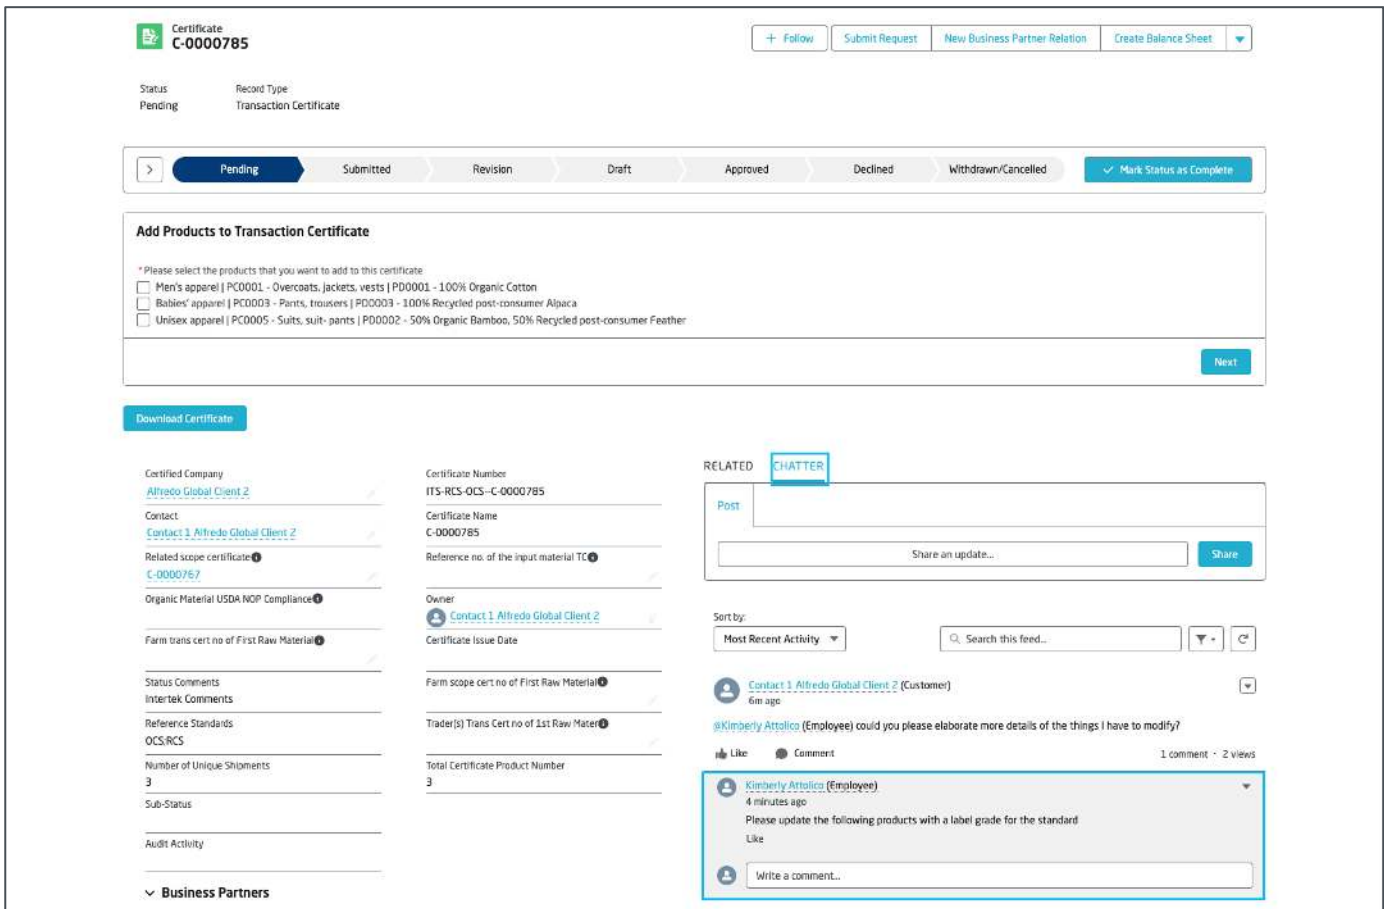 Certificate
C-0000785
+ Follow
Submit Request
New Business Partner Relation
Create Balance Sheet
Status
Record Type
Pending
Transaction Certificate
Pending
Submitted
Revision
Draft
Approved
Declined
Withdrawn/Cancelled
Mark Status as Complete
Add Products to Transaction Certificate
*Please select the products that you want to add to this certificate
Men's apparel | PC0001 - Overcoats, jackets, vests | PD0001 - 100% Organic Cotton
Babies' apparel | PC0003 - Pants, trousers | PD0003 - 100% Recycled post-consumer Alpaca
Unisex apparel | PC0005 - Suits, suit- pants | PD0002 - 50% Organic Bamboo, 50% Recycled post-consumer Feather
Next
Download Certificate
Certified Company
Alfredo Global Client 2
Contact
Contact 1 Alfredo Global Client 2
Related scope certificate
C-0000767
Organic Material USDA NOP Compliance
Farm trans cert no of First Raw Material
Status Comments
Intertek Comments
Reference Standards
OCS;RCS
Number of Unique Shipments
3
Sub-Status
Audit Activity
Business Partners
Certificate Number
ITS-RCS-OCS--C-0000785
Certificate Name
C-0000785
Reference no. of the input material TC
Owner
Contact 1 Alfredo Global Client 2
Certificate Issue Date
Farm scope cert no of First Raw Material
Trader(s) Trans Cert no of 1st Raw Mater
Total Certificate Product Number
3
RELATED
CHATTER
Post
Share an update...
Share
Sort by:
Most Recent Activity
Search this feed...
Contact 1 Alfredo Global Client 2 (Customer)
6m ago
@Kimberly Attolico (Employee) could you please elaborate more details of the things I have to modify?
Like
Comment
1 comment · 2 views
Kimberly Attolico (Employee)
4 minutes ago
Please update the following products with a label grade for the standard
Like
Write a comment...